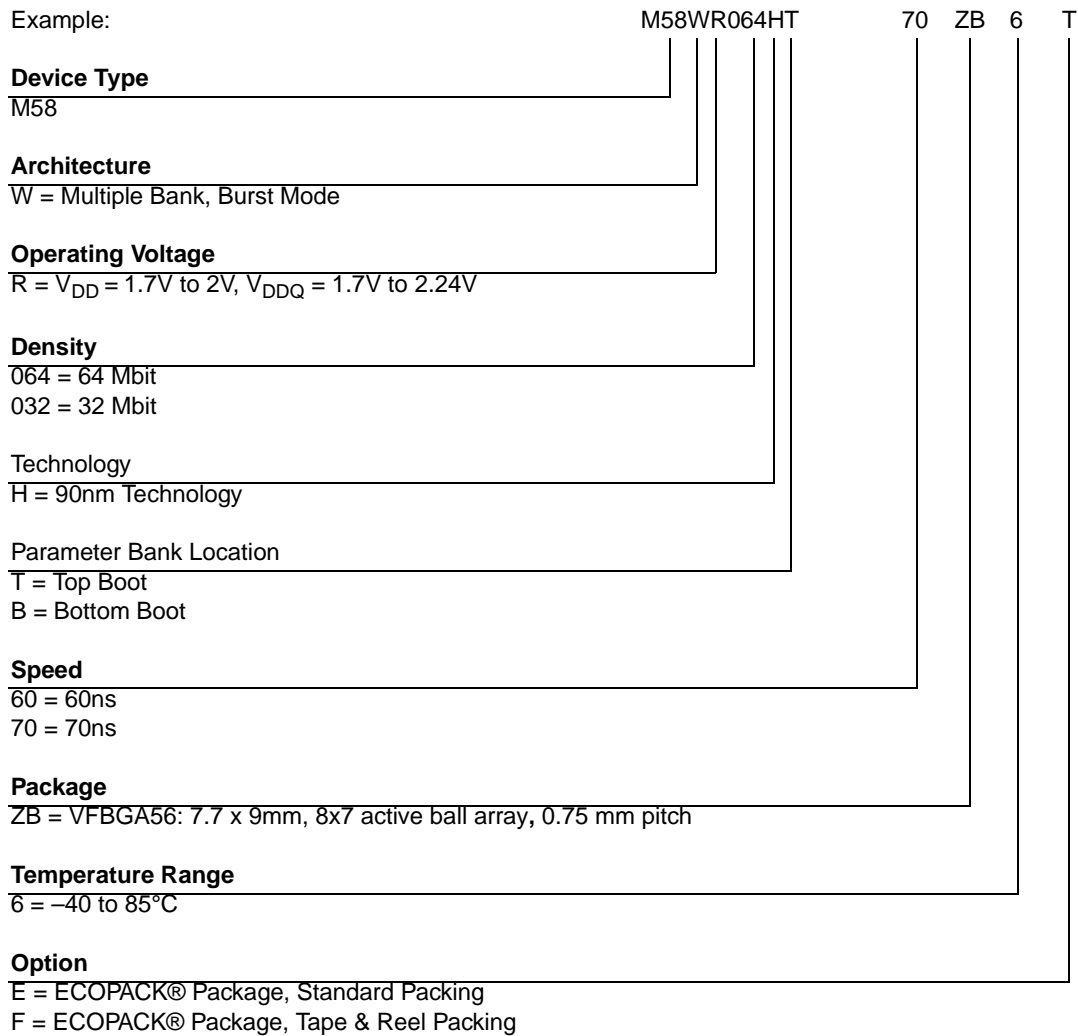 Example: M58WR064HT 70 ZB 6 T
Device Type
M58
Architecture
W = Multiple Bank, Burst Mode
Operating Voltage
R = VDD = 1.7V to 2V, VDDQ = 1.7V to 2.24V
Density
064 = 64 Mbit
032 = 32 Mbit
Technology
H = 90nm Technology
Parameter Bank Location
T = Top Boot
B = Bottom Boot
Speed
60 = 60ns
70 = 70ns
Package
ZB = VFBGA56: 7.7 x 9mm, 8x7 active ball array, 0.75 mm pitch
Temperature Range
6 = –40 to 85°C
Option
E = ECOPACK® Package, Standard Packing
F = ECOPACK® Package, Tape & Reel Packing